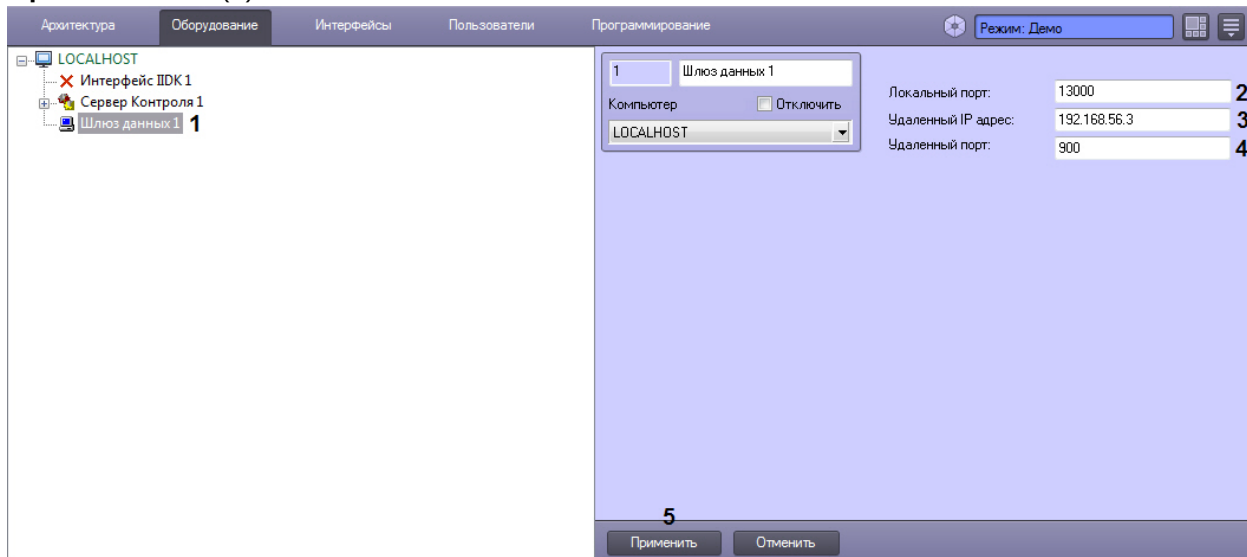 Архитектура Оборудование Интерфейсы Пользователи Программирование Режим: Демо
LOCALHOST
Интерфейс IIDK 1
Сервер Контроля 1
Шлюз данных 1 1
1 Шлюз данных 1
Компьютер Отключить
LOCALHOST
Локальный порт: 13000 2
Удаленный IP адрес: 192.168.56.3 3
Удаленный порт: 900 4
5
Применить Отменить